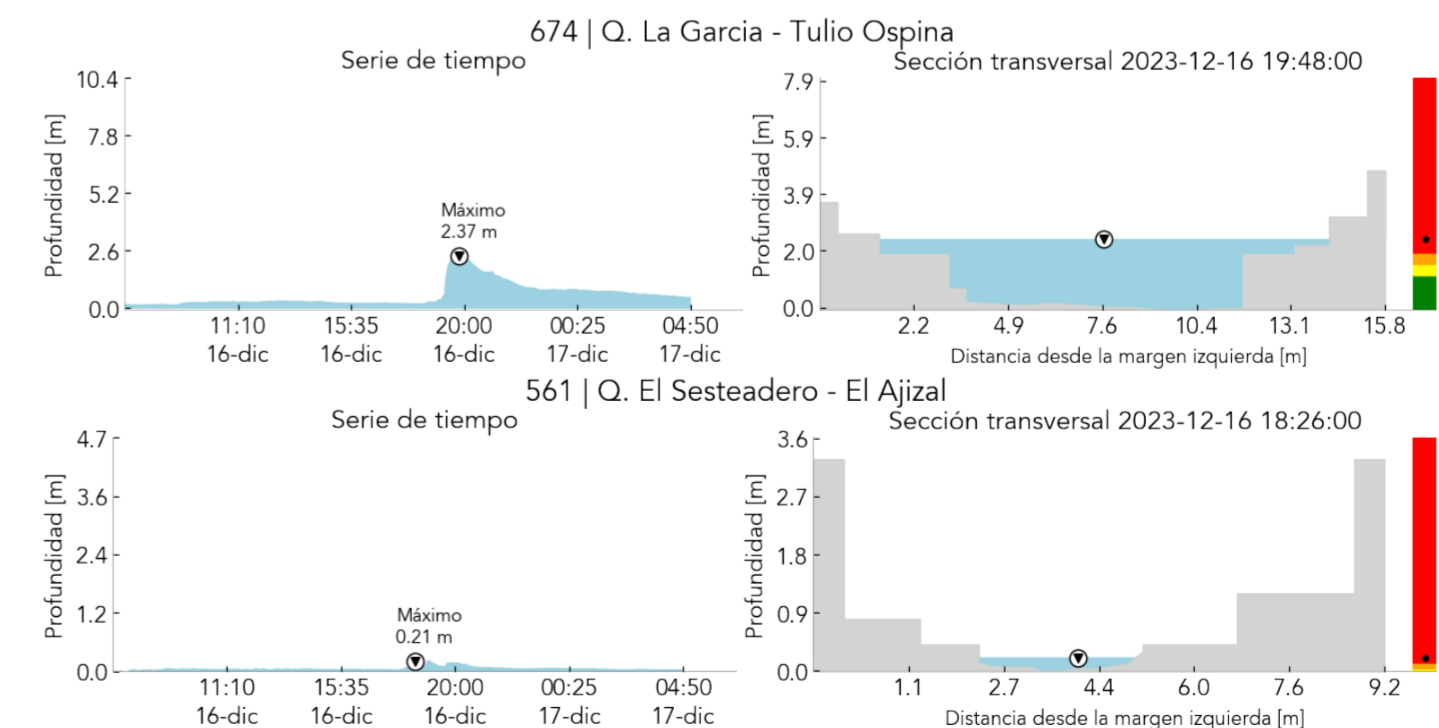 674 | Q. La Garcia - Tulio Ospina
Serie de tiempo
Profundidad [m]
10.4
7.8
5.2
2.6
0.0
Máximo
2.37 m
11:10 15:35 20:00 00:25 04:50
16-dic 16-dic 16-dic 17-dic 17-dic
Sección transversal 2023-12-16 19:48:00
Profundidad [m]
7.9
5.9
3.9
2.0
0.0
2.2 4.9 7.6 10.4 13.1 15.8
Distancia desde la margen izquierda [m]
561 | Q. El Sesteadero - El Ajizal
Serie de tiempo
Profundidad [m]
4.7
3.6
2.4
1.2
0.0
Máximo
0.21 m
11:10 15:35 20:00 00:25 04:50
16-dic 16-dic 16-dic 17-dic 17-dic
Sección transversal 2023-12-16 18:26:00
Profundidad [m]
3.6
2.7
1.8
0.9
0.0
1.1 2.7 4.4 6.0 7.6 9.2
Distancia desde la margen izquierda [m]